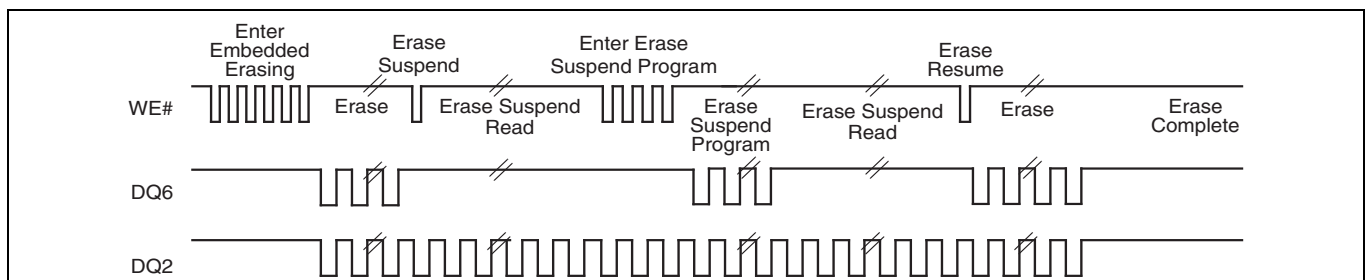 Enter
Embedded
Erasing
Erase
Suspend
Enter Erase
Suspend Program
Erase
Resume
WE#
Erase
Erase Suspend
Read
Erase
Suspend
Program
Erase Suspend
Read
Erase
Erase
Complete
DQ6
DQ2